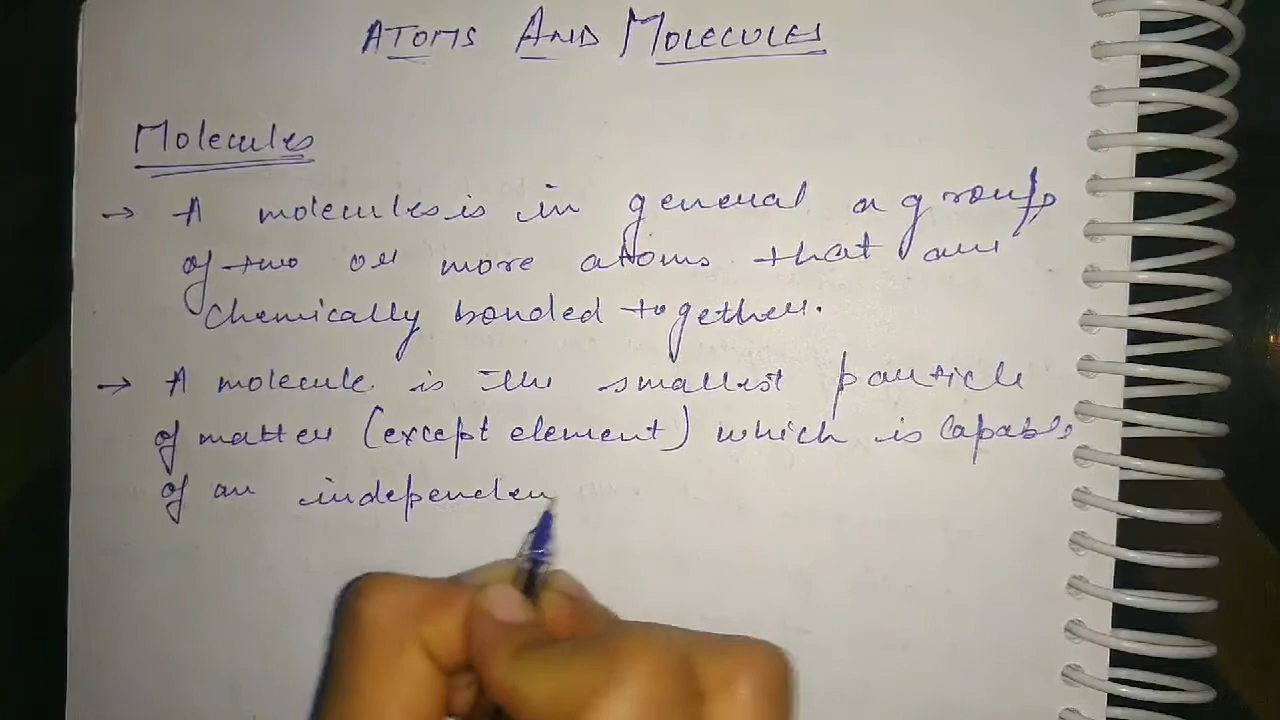 ATOMS AND MOLECULES
Molecules
→ A molecules is in general a group
of two or more atoms that are
chemically bonded together.
→ A molecule is the smallest particle
of matter (except element) which is capable
of an independen